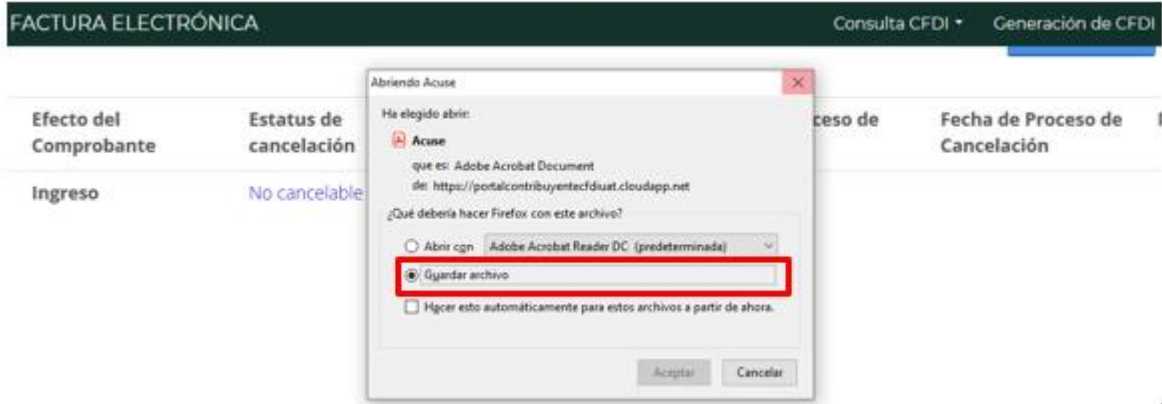 FACTURA ELECTRÓNICA Consulta CFDI Generación de CFDI
Abriendo Acuse
Ha elegido abrir:
Acuse
que es: Adobe Acrobat Document
de: https://portalcontribuyentecfdiuat.cloudapp.net
¿Qué debería hacer Firefox con este archivo?
Abrir con Adobe Acrobat Reader DC (predeterminada)
Guardar archivo
Hacer esto automáticamente para estos archivos a partir de ahora.
Aceptar Cancelar
Efecto del Comprobante
Estatus de cancelación
ceso de
Fecha de Proceso de Cancelación
Ingreso No cancelable